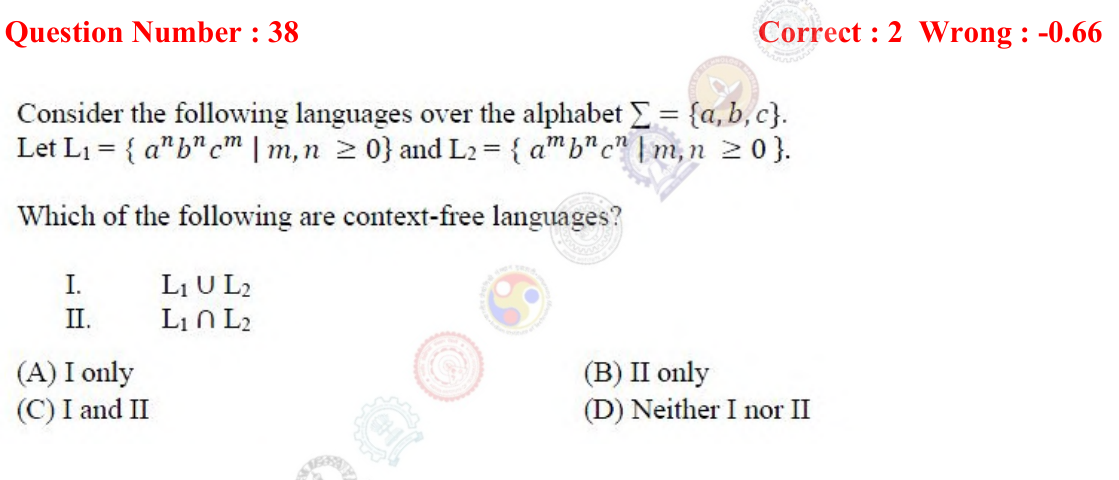 Question Number : 38 Correct : 2 Wrong : -0.66
Consider the following languages over the alphabet ∑ = {a, b, c}.
Let L₁ = { aⁿbⁿcᵐ | m, n ≥ 0} and L₂ = { aᵐbⁿcⁿ | m, n ≥ 0 }.
Which of the following are context-free languages?
I. L₁ ∪ L₂
II. L₁ ∩ L₂
(A) I only (B) II only
(C) I and II (D) Neither I nor II